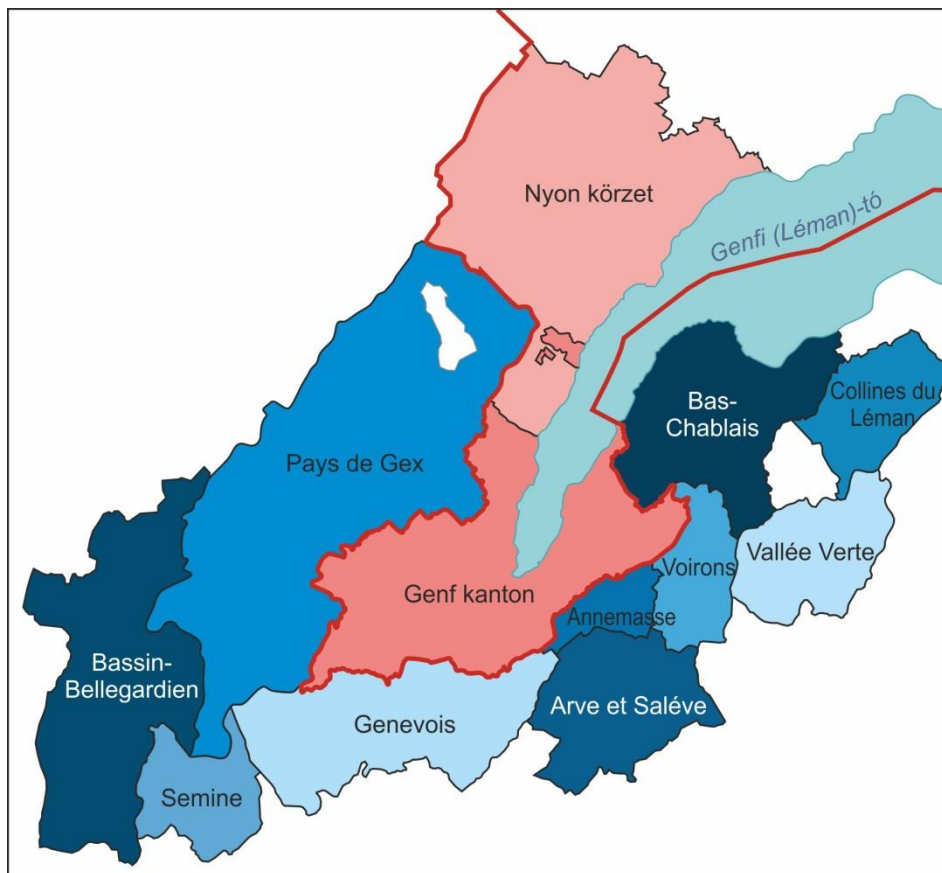 Nyon körzet
Genfi (Léman)-tó
Bas-
Chablais
Collines du
Léman
Pays de Gex
Vallée Verte
Voirons
Genf kanton
Annemasse
Bassin-
Bellegardien
Arve et Saléve
Genevois
Semine